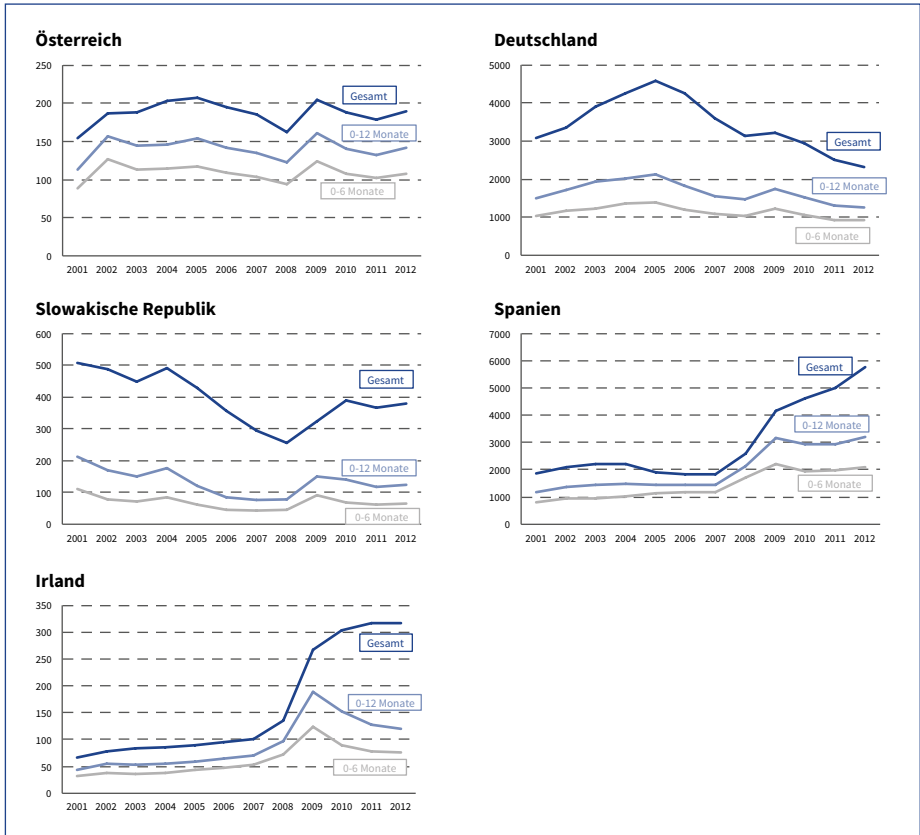 Österreich
250
200
150
100
50
0
Gesamt
0-12 Monate
0-6 Monate
2001 2002 2003 2004 2005 2006 2007 2008 2009 2010 2011 2012
Deutschland
5000
4000
3000
2000
1000
0
Gesamt
0-12 Monate
0-6 Monate
2001 2002 2003 2004 2005 2006 2007 2008 2009 2010 2011 2012
Slowakische Republik
600
500
400
300
200
100
0
Gesamt
0-12 Monate
0-6 Monate
2001 2002 2003 2004 2005 2006 2007 2008 2009 2010 2011 2012
Spanien
7000
6000
5000
4000
3000
2000
1000
0
Gesamt
0-12 Monate
0-6 Monate
2001 2002 2003 2004 2005 2006 2007 2008 2009 2010 2011 2012
Irland
350
300
250
200
150
100
50
0
Gesamt
0-12 Monate
0-6 Monate
2001 2002 2003 2004 2005 2006 2007 2008 2009 2010 2011 2012